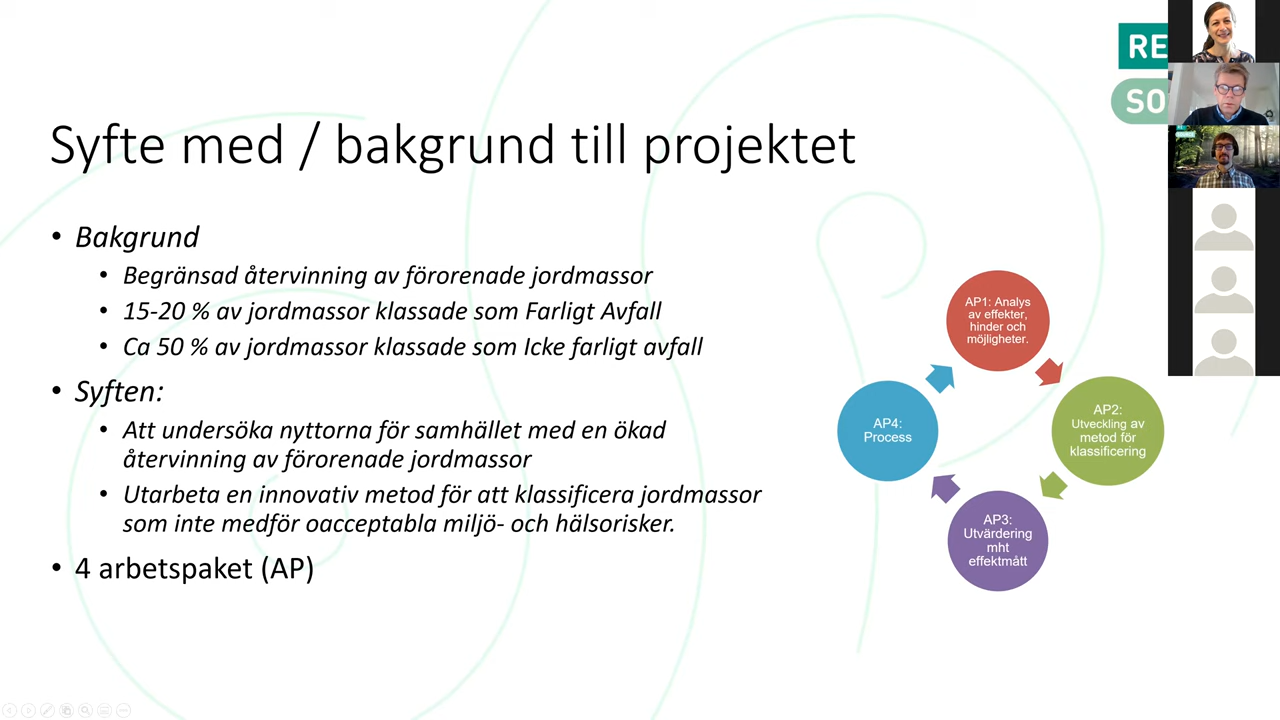 RE
SO
Syfte med / bakgrund till projektet
• Bakgrund
• Begränsad återvinning av förorenade jordmassor
• 15-20 % av jordmassor klassade som Farligt Avfall
• Ca 50 % av jordmassor klassade som Icke farligt avfall
• Syften:
• Att undersöka nyttorna för samhället med en ökad
återvinning av förorenade jordmassor
• Utarbeta en innovativ metod för att klassificera jordmassor
som inte medför oacceptabla miljö- och hälsorisker.
• 4 arbetspaket (AP)
AP1: Analys
av effekter,
hinder och
möjligheter.
AP2:
Utveckling av
metod för
klassificering
AP3:
Utvärdering
mht
effektmått
AP4:
Process